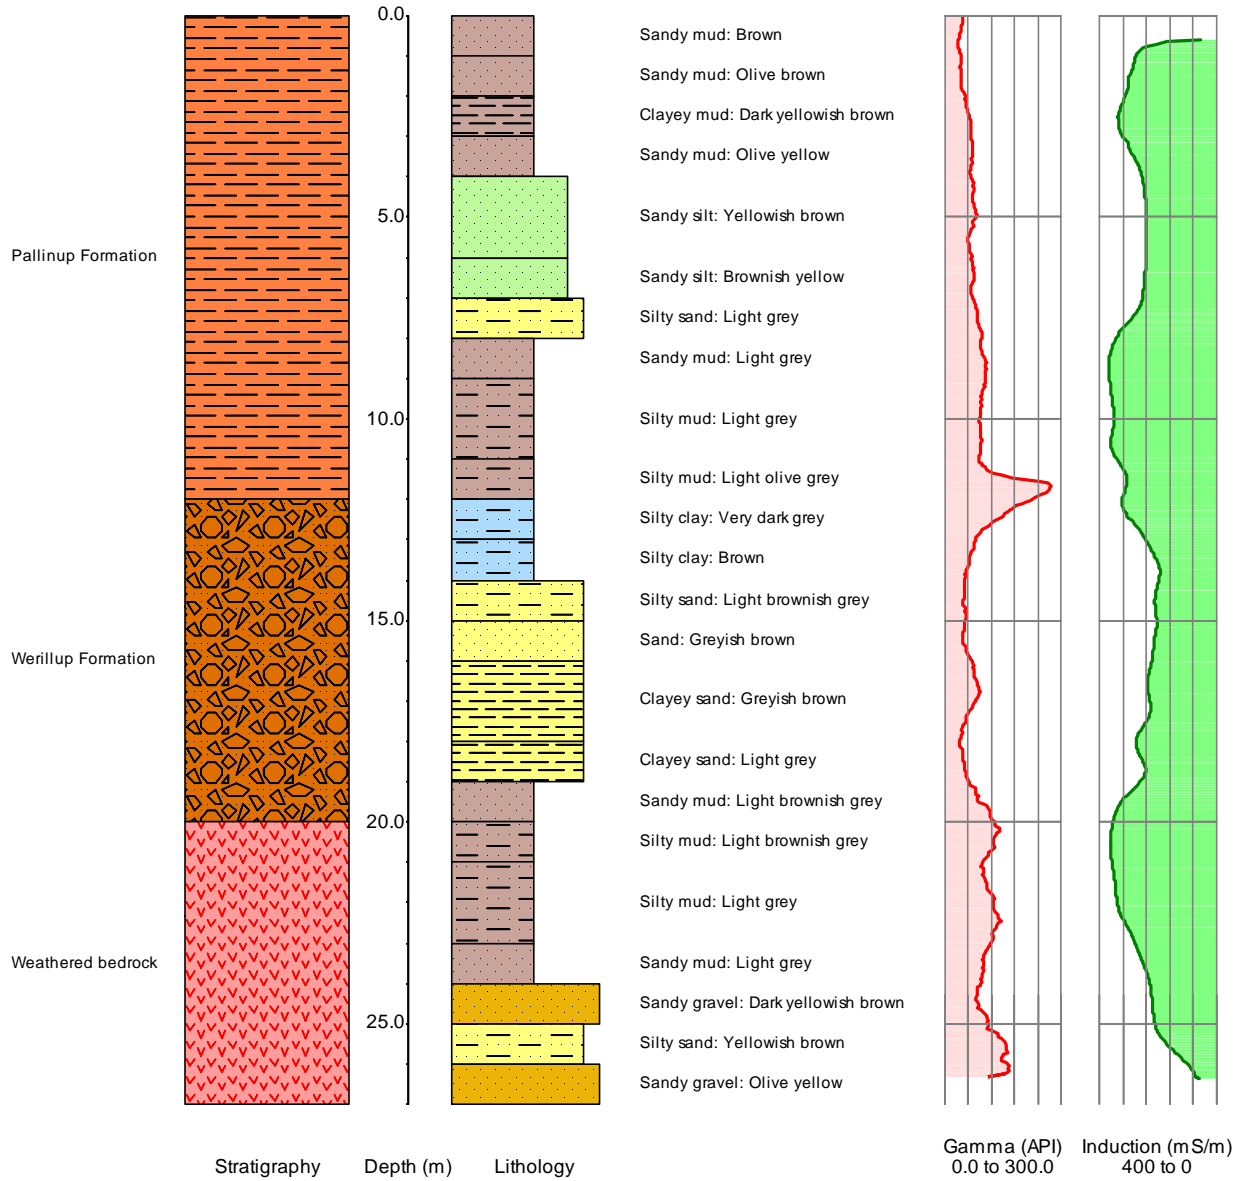 0.0
Sandy mud: Brown
Sandy mud: Olive brown
Clayey mud: Dark yellowish brown
Sandy mud: Olive yellow
5.0
Sandy silt: Yellowish brown
Pallinup Formation
Sandy silt: Brownish yellow
Silty sand: Light grey
Sandy mud: Light grey
10.0
Silty mud: Light grey
Silty mud: Light olive grey
Silty clay: Very dark grey
Silty clay: Brown
Silty sand: Light brownish grey
15.0
Sand: Greyish brown
Werillup Formation
Clayey sand: Greyish brown
Clayey sand: Light grey
Sandy mud: Light brownish grey
20.0
Silty mud: Light brownish grey
Silty mud: Light grey
Weathered bedrock
Sandy mud: Light grey
Sandy gravel: Dark yellowish brown
25.0
Silty sand: Yellowish brown
Sandy gravel: Olive yellow
Stratigraphy
Depth (m)
Lithology
Gamma (API)
0.0 to 300.0
Induction (mS/m)
400 to 0